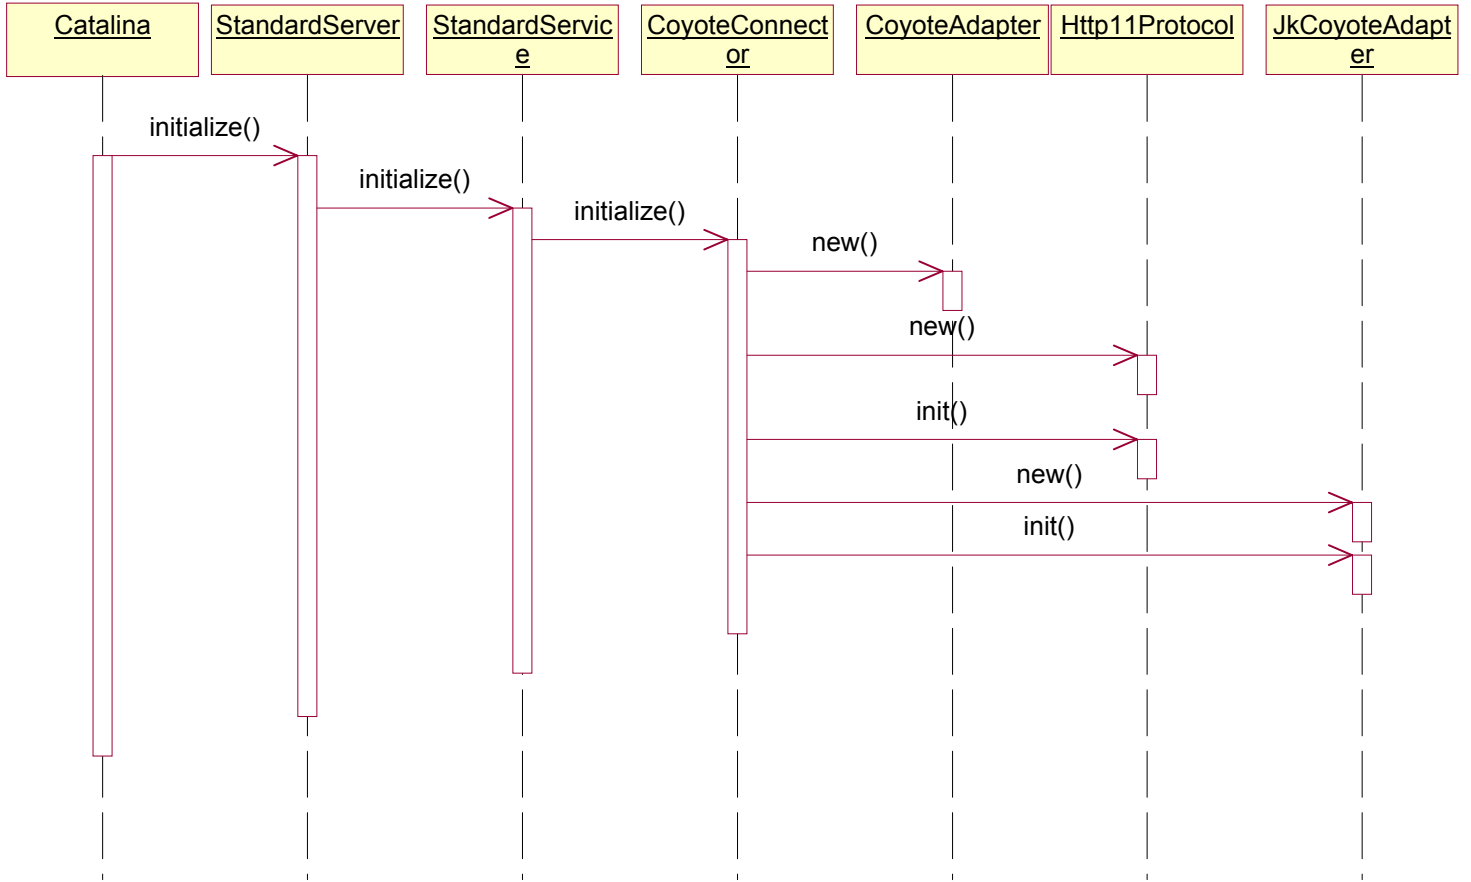 Catalina
StandardServer
StandardServic
e
CoyoteConnect
or
CoyoteAdapter
Http11Protocol
JkCoyoteAdapt
er
initialize()
initialize()
initialize()
new()
new()
init()
new()
init()